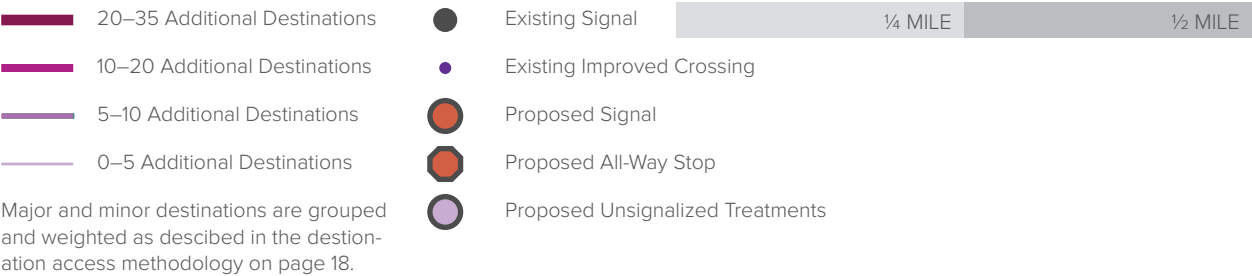 20–35 Additional Destinations
10–20 Additional Destinations
5–10 Additional Destinations
0–5 Additional Destinations
Major and minor destinations are grouped
and weighted as descibed in the destion-
ation access methodology on page 18.
Existing Signal
Existing Improved Crossing
Proposed Signal
Proposed All-Way Stop
Proposed Unsignalized Treatments
¼ MILE
½ MILE